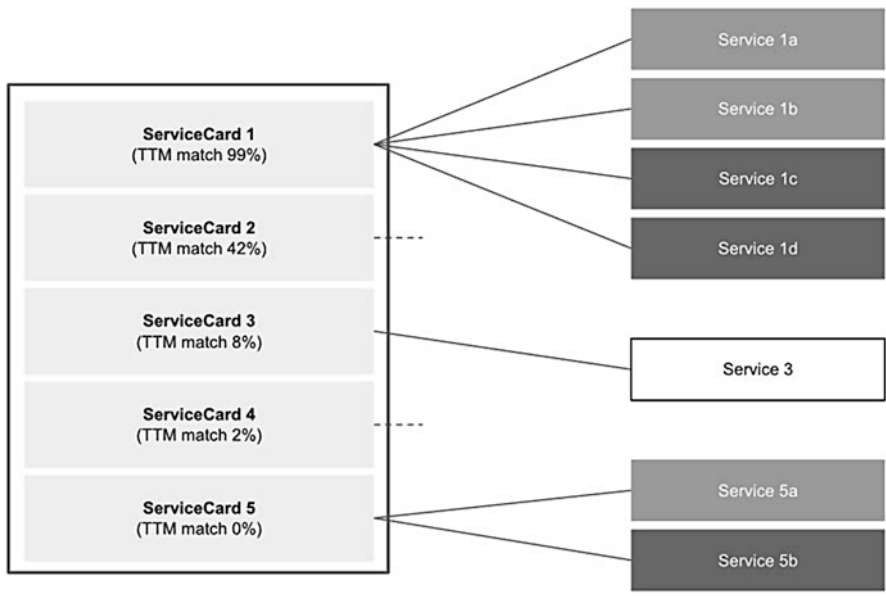 ServiceCard 1
(TTM match 99%)
ServiceCard 2
(TTM match 42%)
ServiceCard 3
(TTM match 8%)
ServiceCard 4
(TTM match 2%)
ServiceCard 5
(TTM match 0%)
Service 1a
Service 1b
Service 1c
Service 1d
Service 3
Service 5a
Service 5b